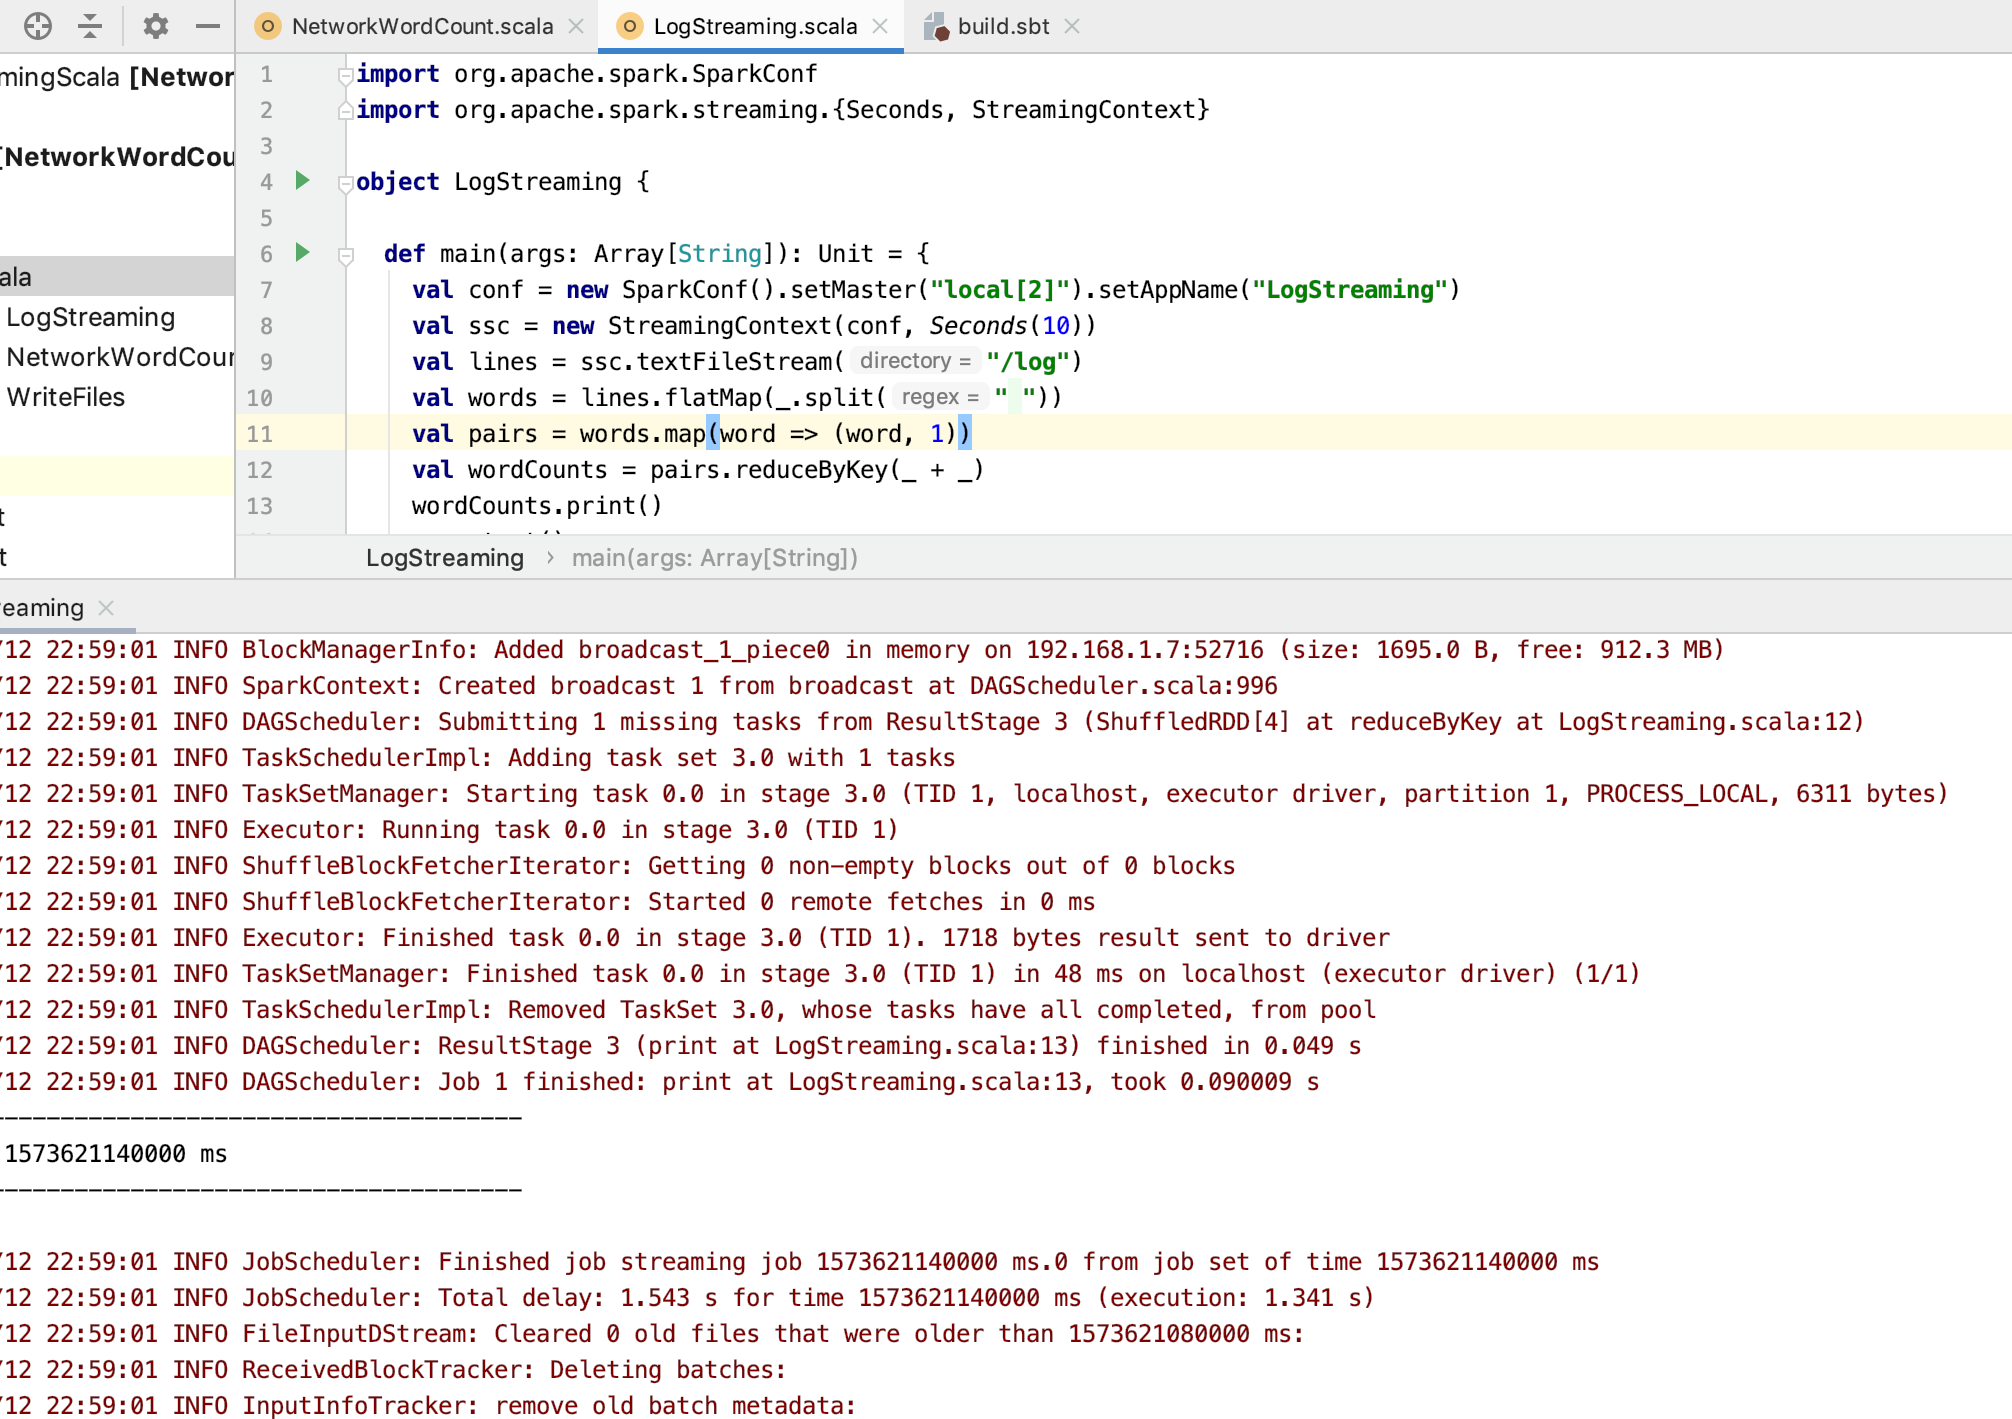 NetworkWordCount.scala LogStreaming.scala build.sbt
mingScala [Networ
[NetworkWordCou
ala
LogStreaming
NetworkWordCour
WriteFiles
t
t
1 import org.apache.spark.SparkConf
2 import org.apache.spark.streaming.{Seconds, StreamingContext}
3
4 object LogStreaming {
5
6 def main(args: Array[String]): Unit = {
7 val conf = new SparkConf().setMaster("local[2]").setAppName("LogStreaming")
8 val ssc = new StreamingContext(conf, Seconds(10))
9 val lines = ssc.textFileStream( directory = "/log")
10 val words = lines.flatMap(_.split( regex = " "))
11 val pairs = words.map(word => (word, 1))
12 val wordCounts = pairs.reduceByKey(_ + _)
13 wordCounts.print()
LogStreaming › main(args: Array[String])
reaming
/12 22:59:01 INFO BlockManagerInfo: Added broadcast_1_piece0 in memory on 192.168.1.7:52716 (size: 1695.0 B, free: 912.3 MB)
/12 22:59:01 INFO SparkContext: Created broadcast 1 from broadcast at DAGScheduler.scala:996
/12 22:59:01 INFO DAGScheduler: Submitting 1 missing tasks from ResultStage 3 (ShuffledRDD[4] at reduceByKey at LogStreaming.scala:12)
/12 22:59:01 INFO TaskSchedulerImpl: Adding task set 3.0 with 1 tasks
/12 22:59:01 INFO TaskSetManager: Starting task 0.0 in stage 3.0 (TID 1, localhost, executor driver, partition 1, PROCESS_LOCAL, 6311 bytes)
/12 22:59:01 INFO Executor: Running task 0.0 in stage 3.0 (TID 1)
/12 22:59:01 INFO ShuffleBlockFetcherIterator: Getting 0 non-empty blocks out of 0 blocks
/12 22:59:01 INFO ShuffleBlockFetcherIterator: Started 0 remote fetches in 0 ms
/12 22:59:01 INFO Executor: Finished task 0.0 in stage 3.0 (TID 1). 1718 bytes result sent to driver
/12 22:59:01 INFO TaskSetManager: Finished task 0.0 in stage 3.0 (TID 1) in 48 ms on localhost (executor driver) (1/1)
/12 22:59:01 INFO TaskSchedulerImpl: Removed TaskSet 3.0, whose tasks have all completed, from pool
/12 22:59:01 INFO DAGScheduler: ResultStage 3 (print at LogStreaming.scala:13) finished in 0.049 s
/12 22:59:01 INFO DAGScheduler: Job 1 finished: print at LogStreaming.scala:13, took 0.090009 s
--------------------------------------
1573621140000 ms
--------------------------------------
/12 22:59:01 INFO JobScheduler: Finished job streaming job 1573621140000 ms.0 from job set of time 1573621140000 ms
/12 22:59:01 INFO JobScheduler: Total delay: 1.543 s for time 1573621140000 ms (execution: 1.341 s)
/12 22:59:01 INFO FileInputDStream: Cleared 0 old files that were older than 1573621080000 ms:
/12 22:59:01 INFO ReceivedBlockTracker: Deleting batches:
/12 22:59:01 INFO InputInfoTracker: remove old batch metadata: